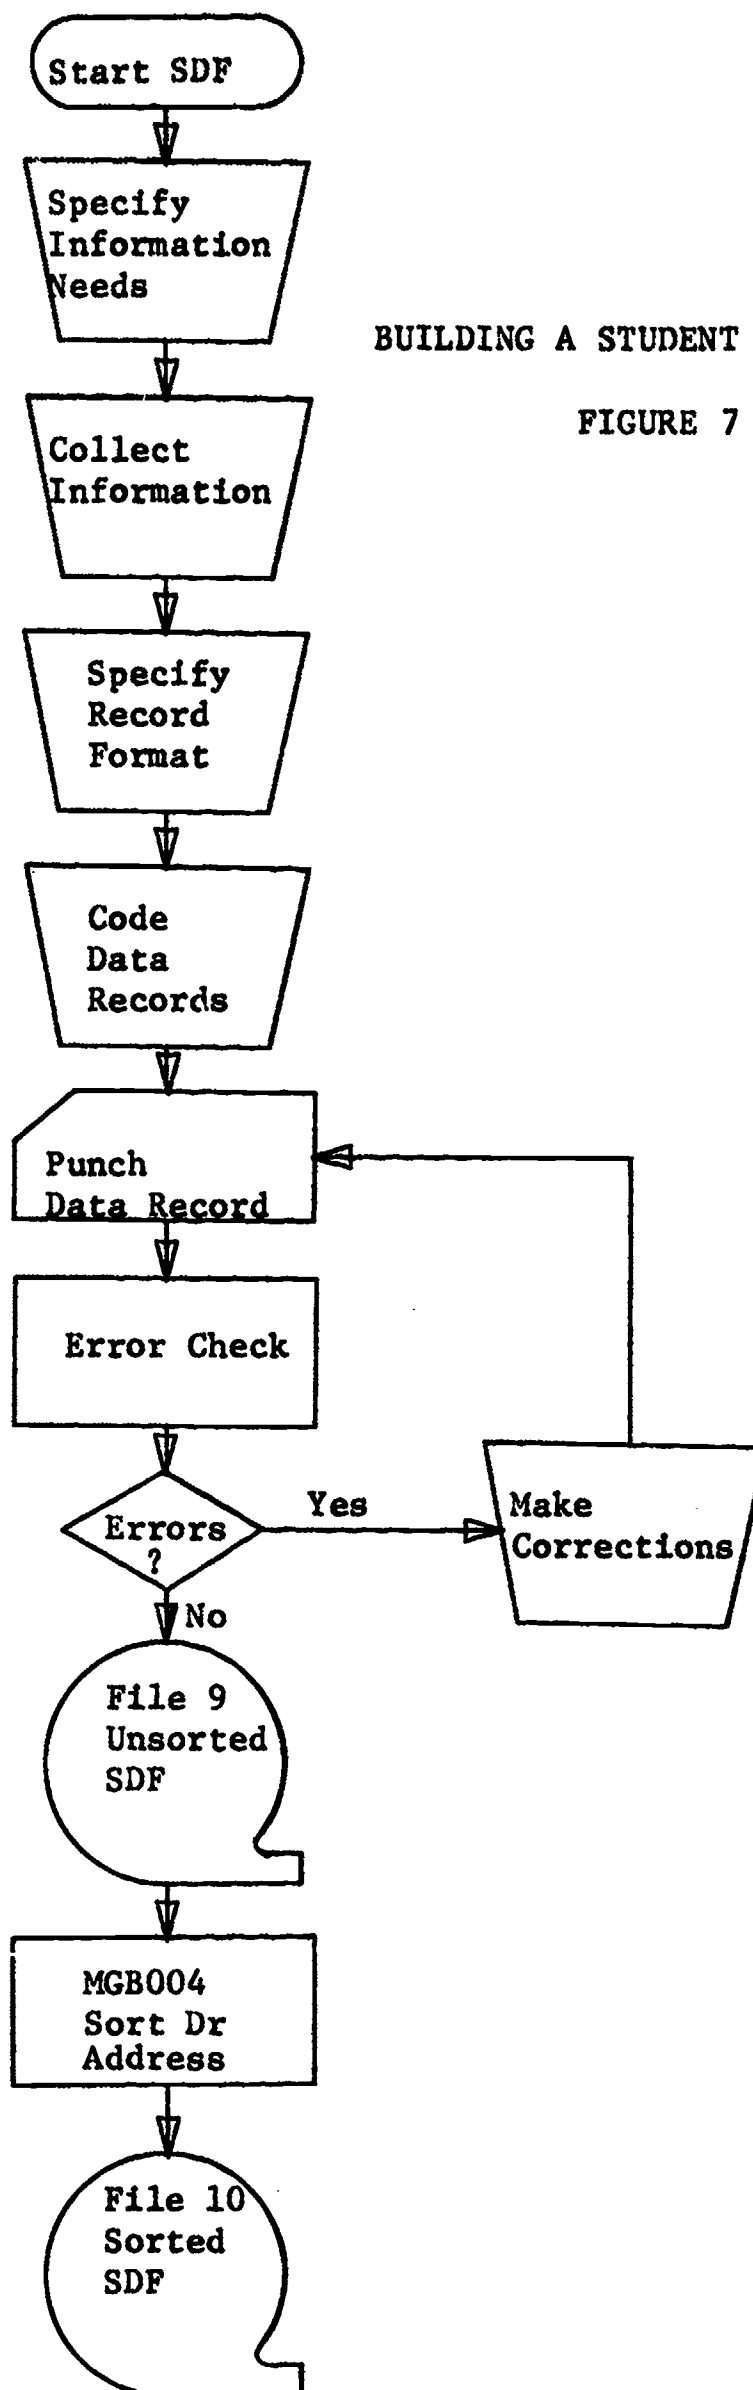 Start SDF
Specify
Information
Needs
BUILDING A STUDENT
FIGURE 7
Collect
Information
Specify
Record
Format
Code
Data
Records
Punch
Data Record
Error Check
Errors
?
Yes
Make
Corrections
No
File 9
Unsorted
SDF
MGB004
Sort Dr
Address
File 10
Sorted
SDF